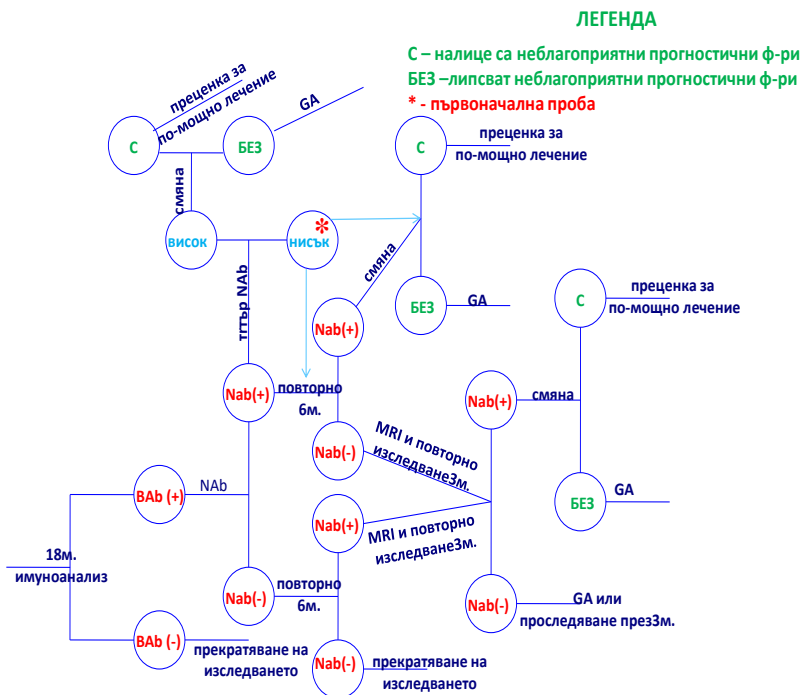 ЛЕГЕНДА
С – налице са неблагоприятни прогностични ф-ри
БЕЗ –липсват неблагоприятни прогностични ф-ри
* - първоначална проба
преценка за
по-мощно лечение
GA
С
БЕЗ
смяна
С
преценка за
по-мощно лечение
висок
нисък
*
смяна
титър NAb
БЕЗ
GA
С
преценка за
по-мощно лечение
Nab(+)
Nab(+)
повторно
6м.
Nab(+)
смяна
Nab(-)
MRI и повторно
изследване3м.
BAb (+)
NAb
Nab(+)
MRI и повторно
изследване3м.
БЕЗ
GA
18м.
имуноанализ
Nab(-)
повторно
6м.
Nab(-)
GA или
проследяване през3м.
BAb (-)
прекратяване на
изследването
Nab(-)
прекратяване на
изследването